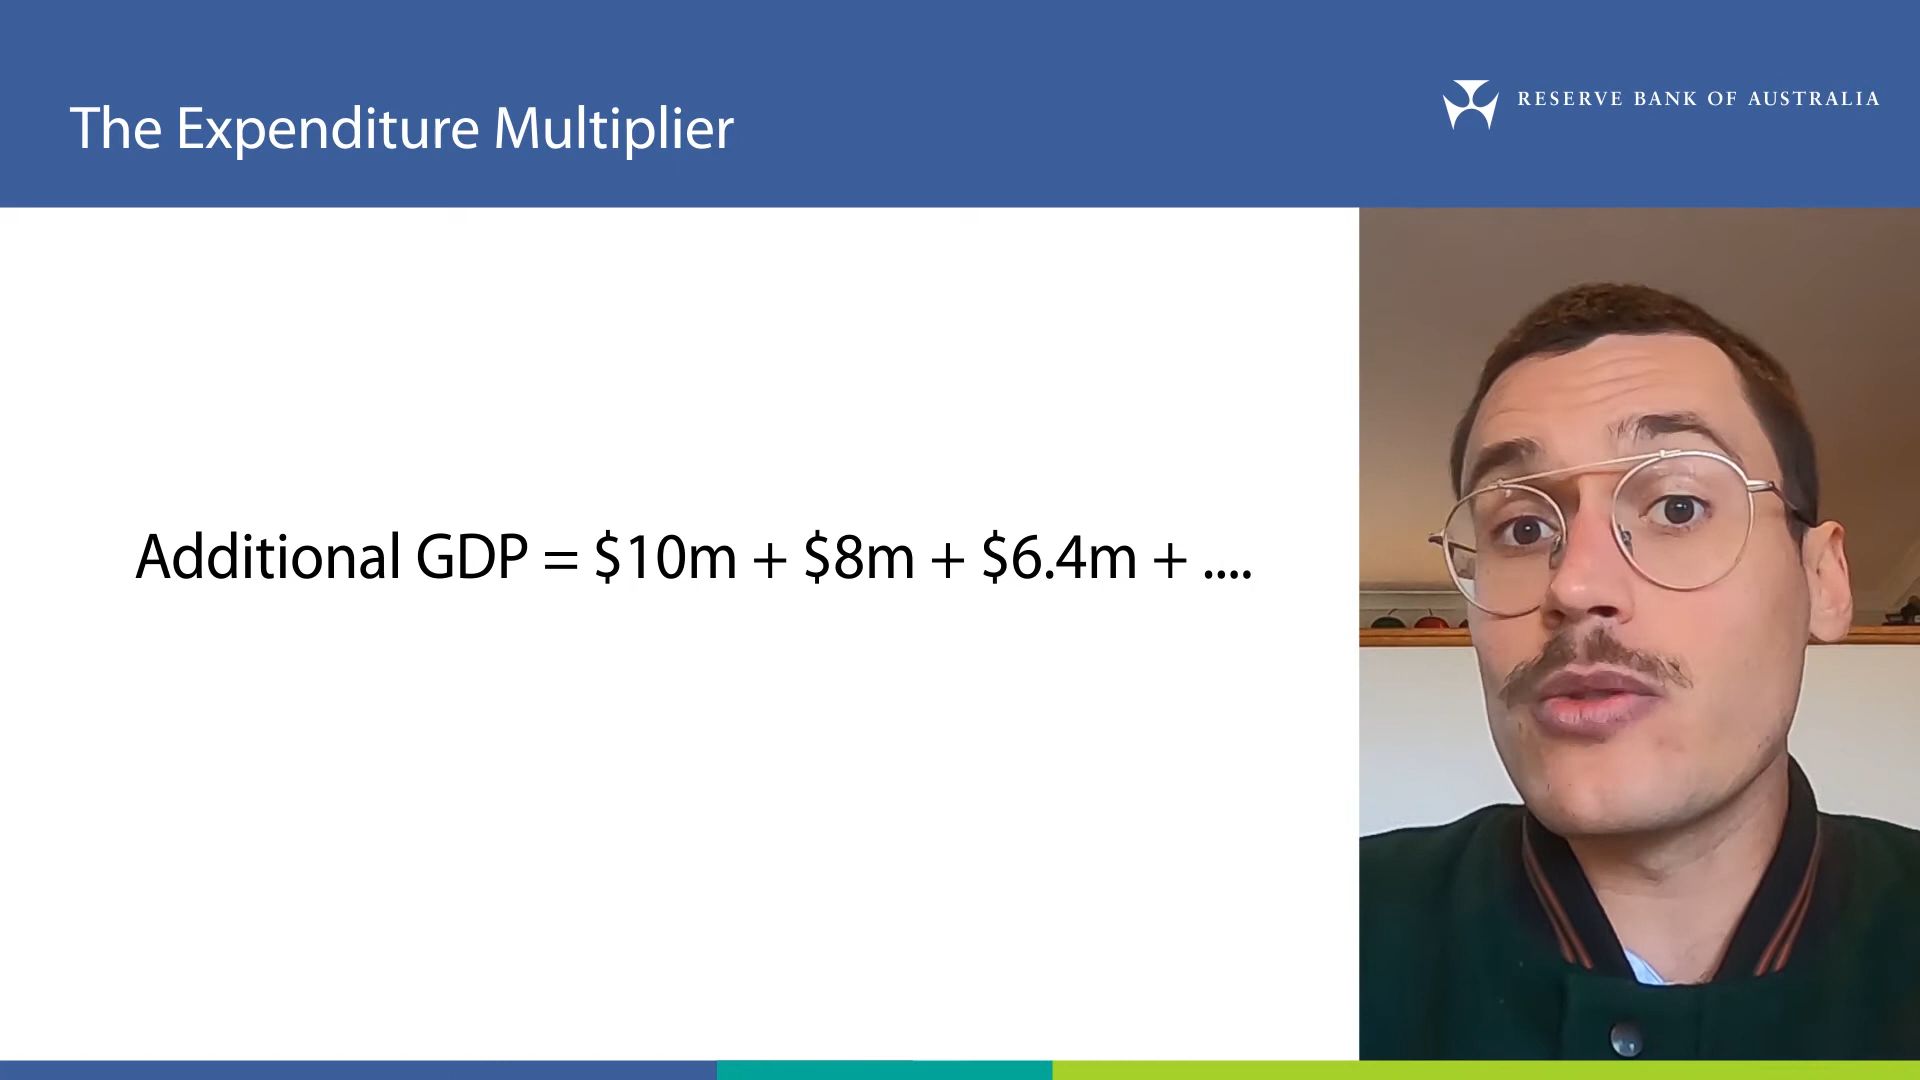 The Expenditure Multiplier
RESERVE BANK OF AUSTRALIA
Additional GDP = $10m + $8m + $6.4m + ....